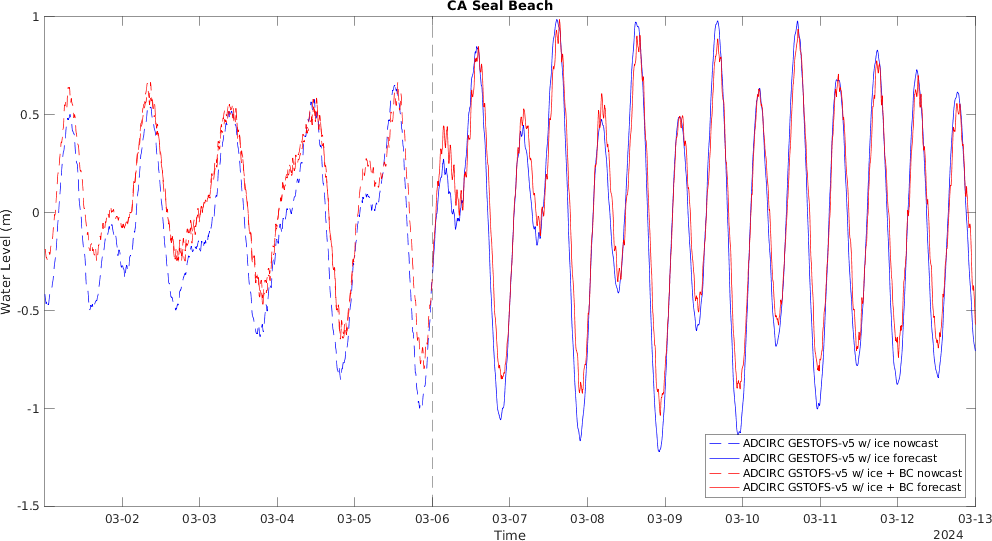 CA Seal Beach
1
0.5
0
-0.5
-1
-1.5
Water Level (m)
03-02 03-03 03-04 03-05 03-06 03-07 03-08 03-09 03-10 03-11 03-12 03-13
Time
2024
ADCIRC GESTOFS-v5 w/ ice nowcast
ADCIRC GESTOFS-v5 w/ ice forecast
ADCIRC GSTOFS-v5 w/ ice + BC nowcast
ADCIRC GSTOFS-v5 w/ ice + BC forecast